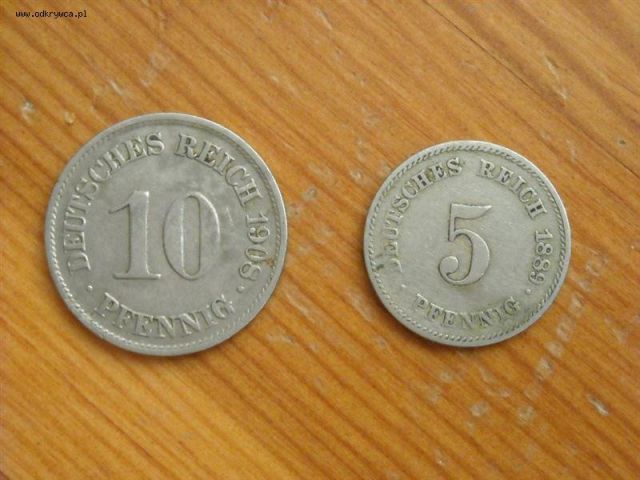 www.odkrywca.pl
DEUTSCHES REICH 1908
10
PFENNIG
DEUTSCHES REICH 1889
5
PFENNIG